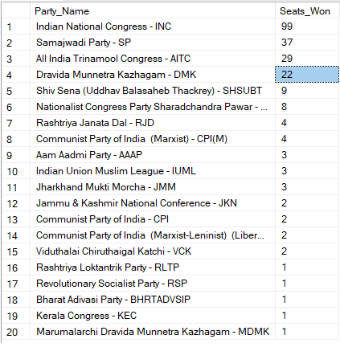 Party_Name Seats_Won
1 Indian National Congress - INC 99
2 Samajwadi Party - SP 37
3 All India Trinamool Congress - AITC 29
4 Dravida Munnetra Kazhagam - DMK 22
5 Shiv Sena (Uddhav Balasaheb Thackrey) - SHSUBT 9
6 Nationalist Congress Party Sharadchandra Pawar - ... 8
7 Rashtriya Janata Dal - RJD 4
8 Communist Party of India (Marxist) - CPI(M) 4
9 Aam Aadmi Party - AAAP 3
10 Indian Union Muslim League - IUML 3
11 Jharkhand Mukti Morcha - JMM 3
12 Jammu & Kashmir National Conference - JKN 2
13 Communist Party of India - CPI 2
14 Communist Party of India (Marxist-Leninist) (Liber... 2
15 Viduthalai Chiruthaigal Katchi - VCK 2
16 Rashtriya Loktantrik Party - RLTP 1
17 Revolutionary Socialist Party - RSP 1
18 Bharat Adivasi Party - BHRTADVSIP 1
19 Kerala Congress - KEC 1
20 Marumalarchi Dravida Munnetra Kazhagam - MDMK 1